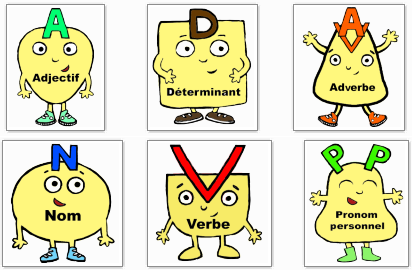 A
Adjectif
D
Déterminant
A
Adverbe
N
Nom
V
Verbe
P P
Pronom
personnel